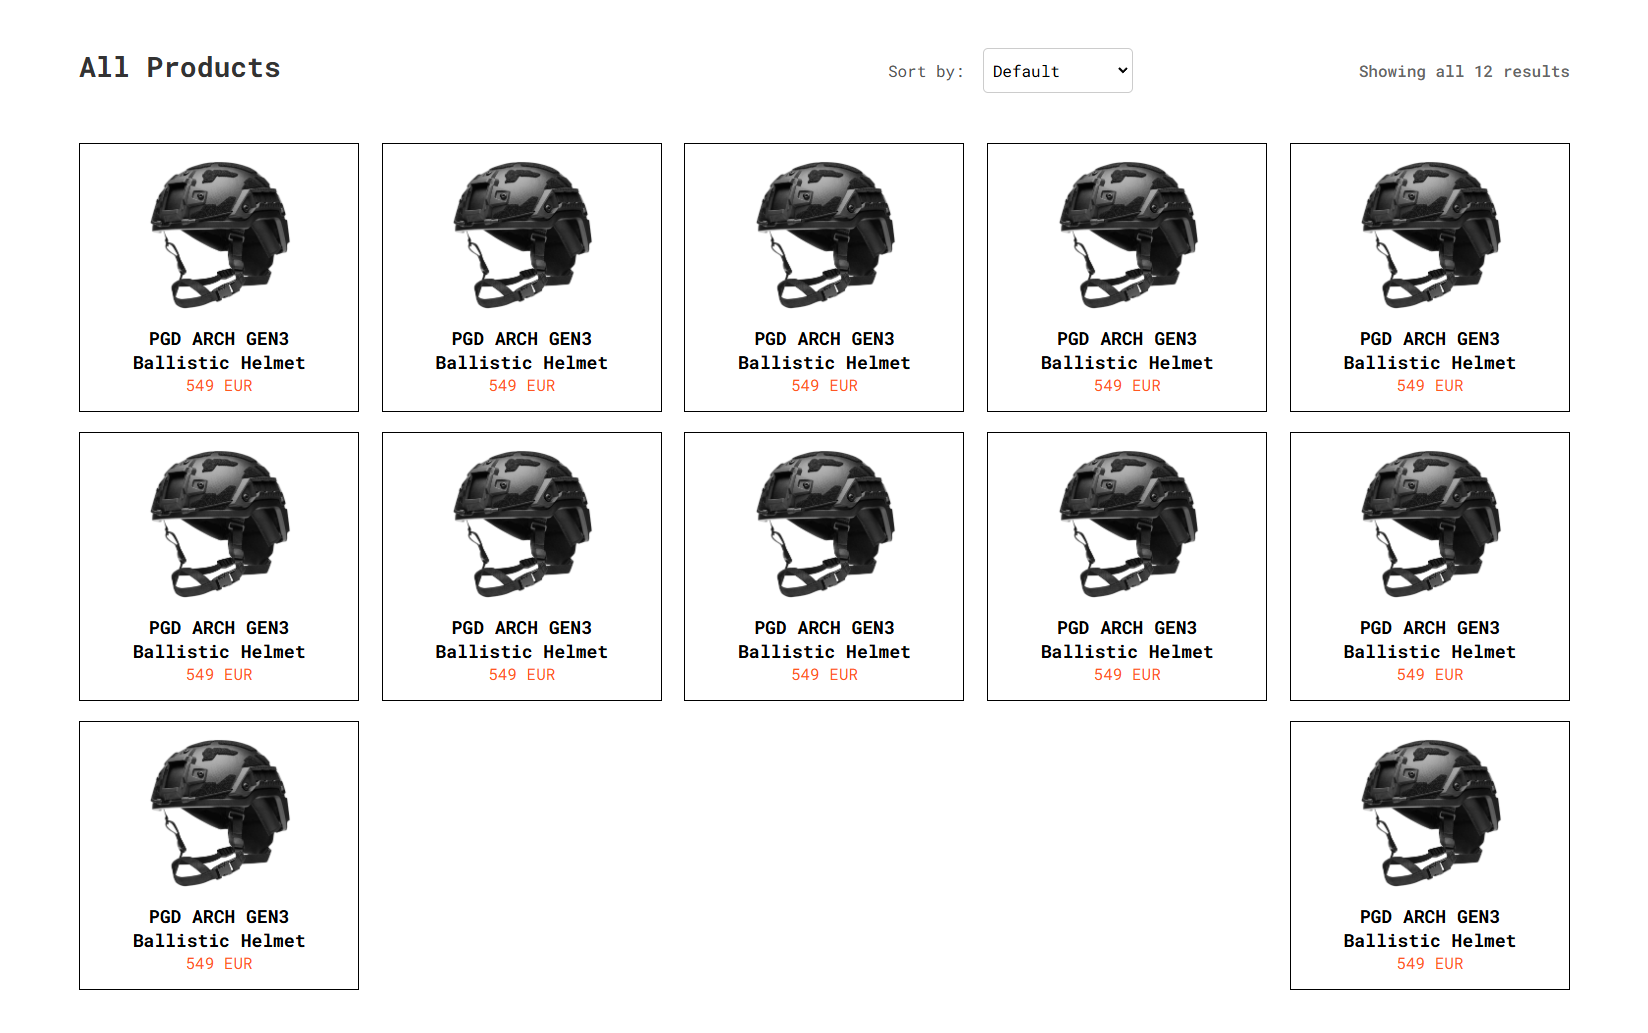 All Products
Sort by:
Default
Showing all 12 results
PGD ARCH GEN3
Ballistic Helmet
549 EUR
PGD ARCH GEN3
Ballistic Helmet
549 EUR
PGD ARCH GEN3
Ballistic Helmet
549 EUR
PGD ARCH GEN3
Ballistic Helmet
549 EUR
PGD ARCH GEN3
Ballistic Helmet
549 EUR
PGD ARCH GEN3
Ballistic Helmet
549 EUR
PGD ARCH GEN3
Ballistic Helmet
549 EUR
PGD ARCH GEN3
Ballistic Helmet
549 EUR
PGD ARCH GEN3
Ballistic Helmet
549 EUR
PGD ARCH GEN3
Ballistic Helmet
549 EUR
PGD ARCH GEN3
Ballistic Helmet
549 EUR
PGD ARCH GEN3
Ballistic Helmet
549 EUR